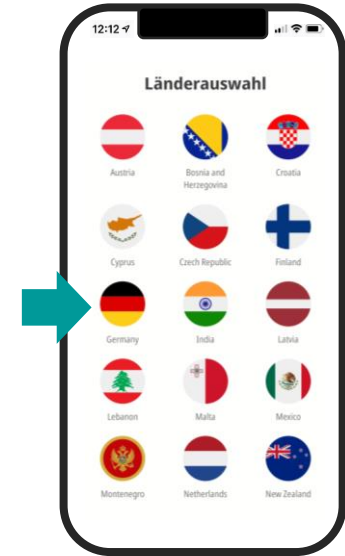 12:12
Länderauswahl
Austria
Bosnia and
Herzegovina
Croatia
Cyprus
Czech Republic
Finland
Germany
India
Latvia
Lebanon
Malta
Mexico
Montenegro
Netherlands
New Zealand